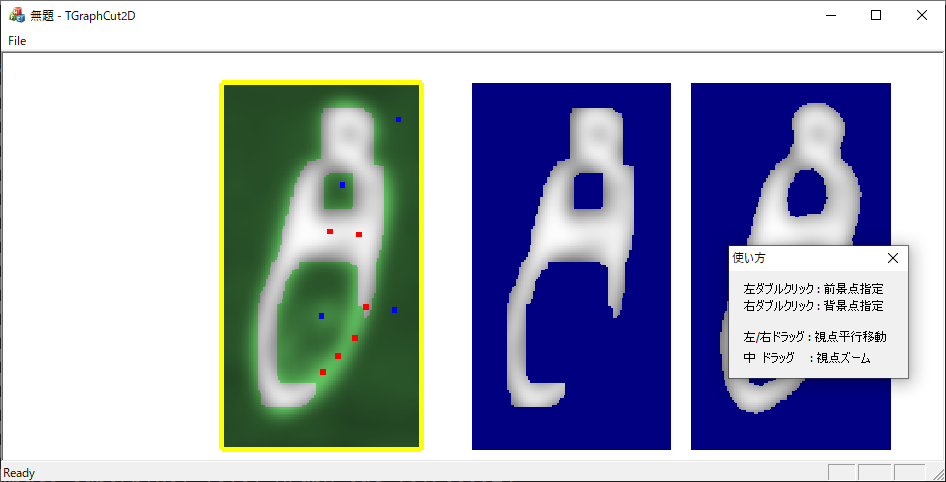 無題 - TGraphCut2D
File
使い方
左ダブルクリック : 前景点指定
右ダブルクリック : 背景点指定
左/右ドラッグ : 視点平行移動
中 ドラッグ : 視点ズーム
Ready